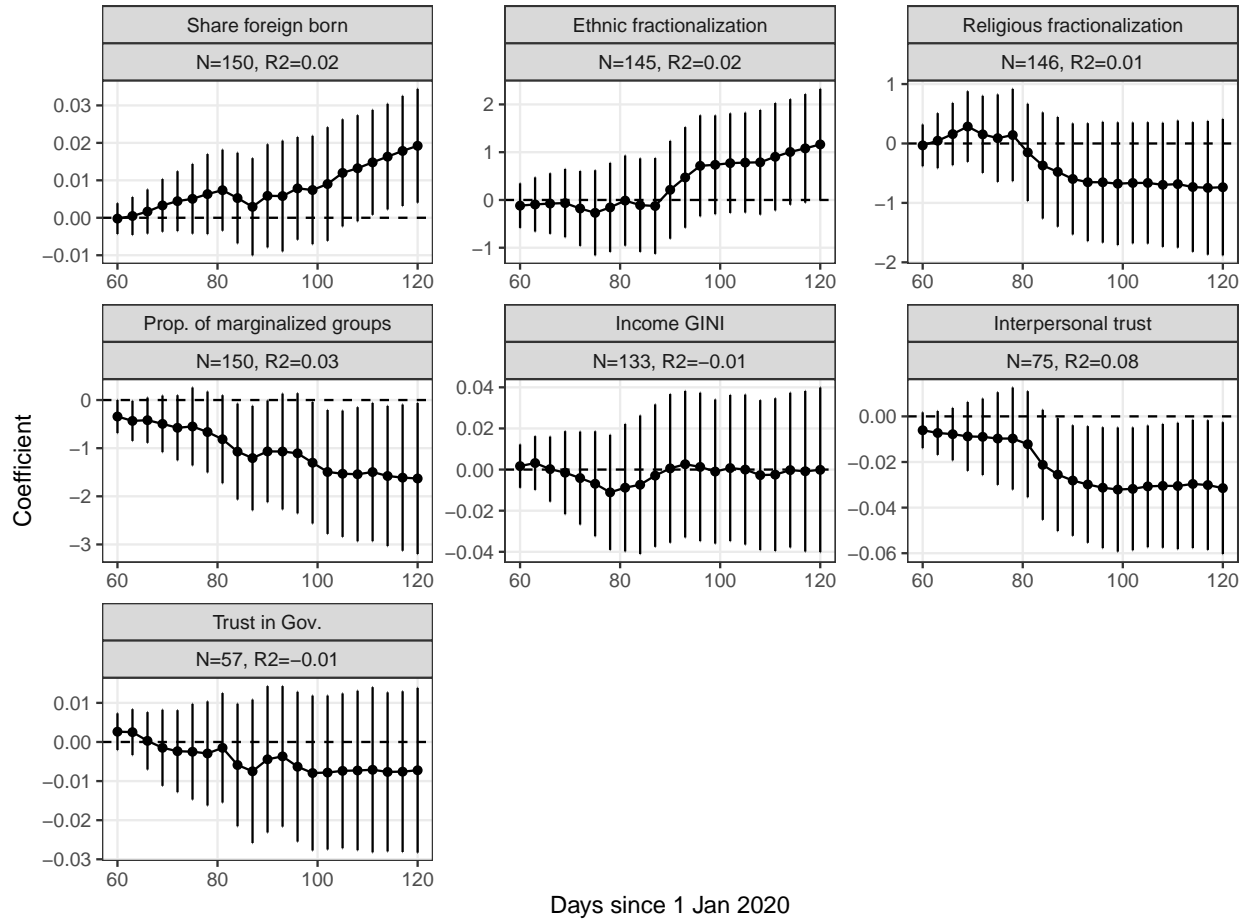 Share foreign born
N=150, R2=0.02
0.03
0.02
0.01
0.00
−0.01
60 80 100 120
Ethnic fractionalization
N=145, R2=0.02
2
1
0
−1
60 80 100 120
Religious fractionalization
N=146, R2=0.01
1
0
−1
−2
60 80 100 120
Prop. of marginalized groups
N=150, R2=0.03
0
−1
−2
−3
60 80 100 120
Income GINI
N=133, R2=−0.01
0.04
0.02
0.00
−0.02
−0.04
60 80 100 120
Interpersonal trust
N=75, R2=0.08
0.00
−0.02
−0.04
−0.06
60 80 100 120
Trust in Gov.
N=57, R2=−0.01
0.01
0.00
−0.01
−0.02
−0.03
60 80 100 120
Coefficient
Days since 1 Jan 2020